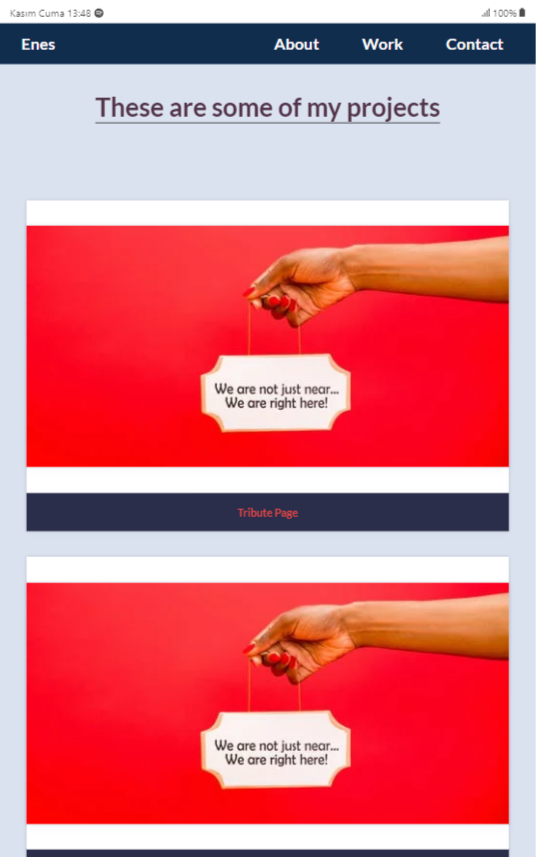 Kasım Cuma 13:48
100%
Enes About Work Contact
These are some of my projects
We are not just near...
We are right here!
Tribute Page
We are not just near...
We are right here!